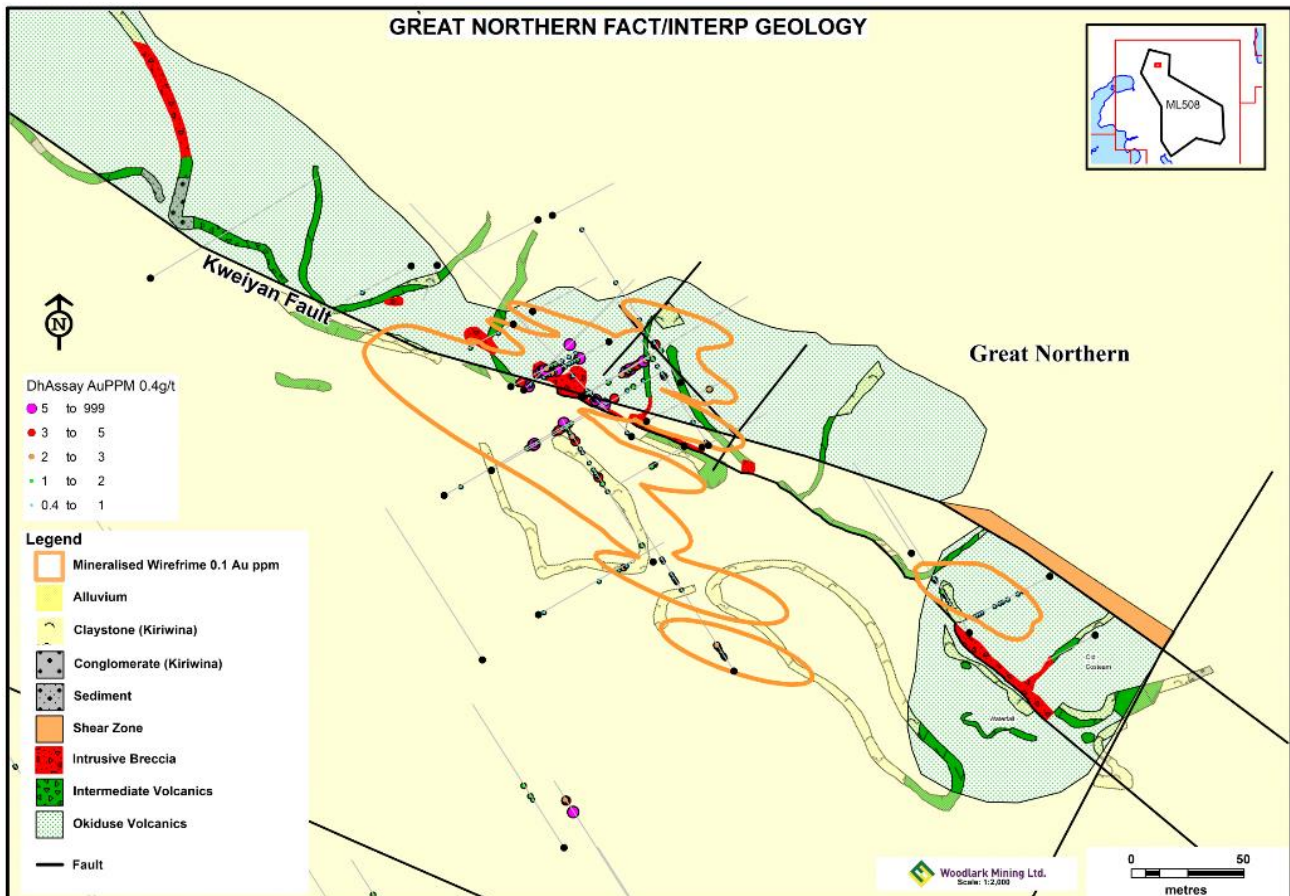 GREAT NORTHERN FACT/INTERP GEOLOGY
ML508
Kweiyan Fault
N
Great Northern
DhAssay AuPPM 0.4g/t
5 to 999
3 to 5
2 to 3
1 to 2
0.4 to 1
Legend
Mineralised Wirefrime 0.1 Au ppm
Alluvium
Claystone (Kiriwina)
Conglomerate (Kiriwina)
Sediment
Shear Zone
Intrusive Breccia
Intermediate Volcanics
Okiduse Volcanics
Fault
Costeam
Waterfall
Woodlark Mining Ltd.
Scale: 1:2,000
0 50
metres